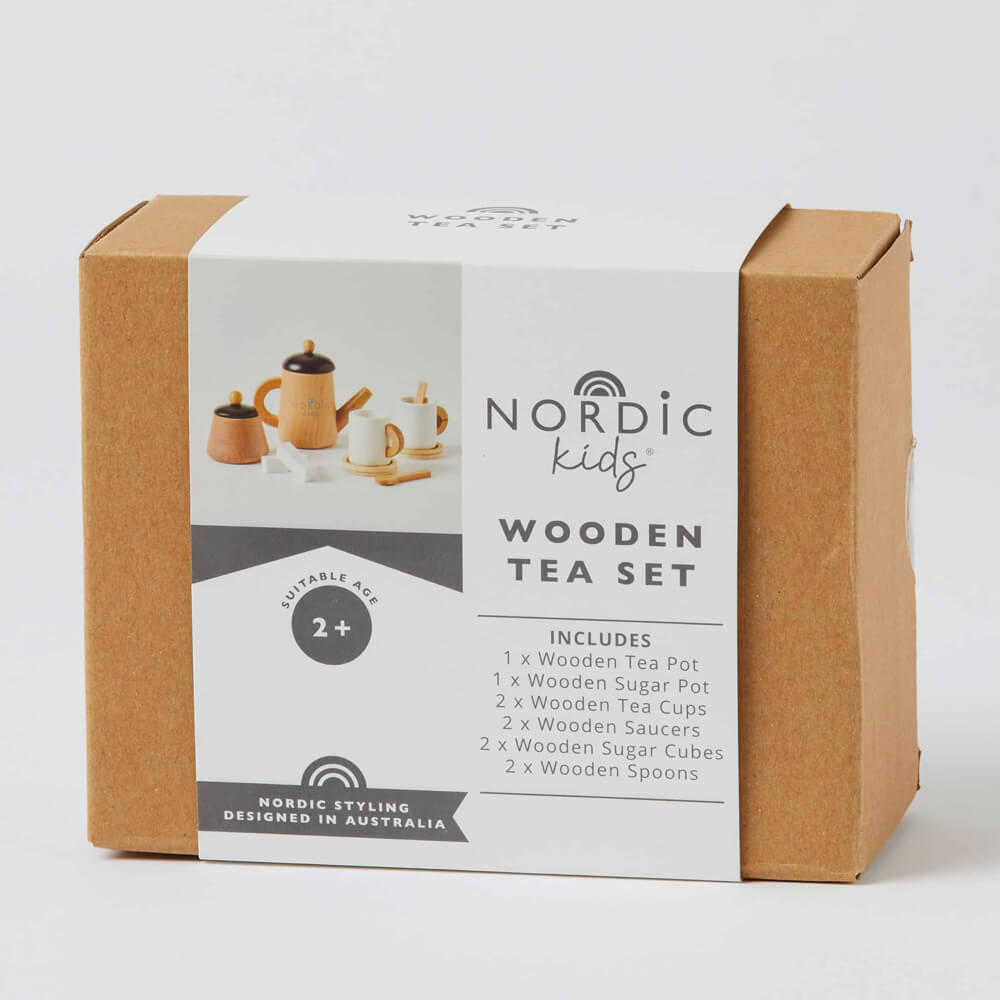 WOODEN
TEA SET
NORDIC
kids®
WOODEN
TEA SET
INCLUDES
1 x Wooden Tea Pot
1 x Wooden Sugar Pot
2 x Wooden Tea Cups
2 x Wooden Saucers
2 x Wooden Sugar Cubes
2 x Wooden Spoons
SUITABLE AGE
2+
NORDIC STYLING
DESIGNED IN AUSTRALIA